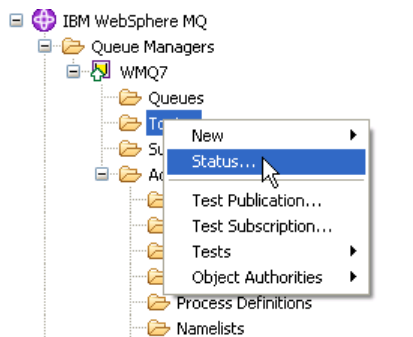 IBM WebSphere MQ
Queue Managers
WMQ7
Queues
New
Status...
Test Publication...
Test Subscription...
Tests
Object Authorities
Process Definitions
Namelists